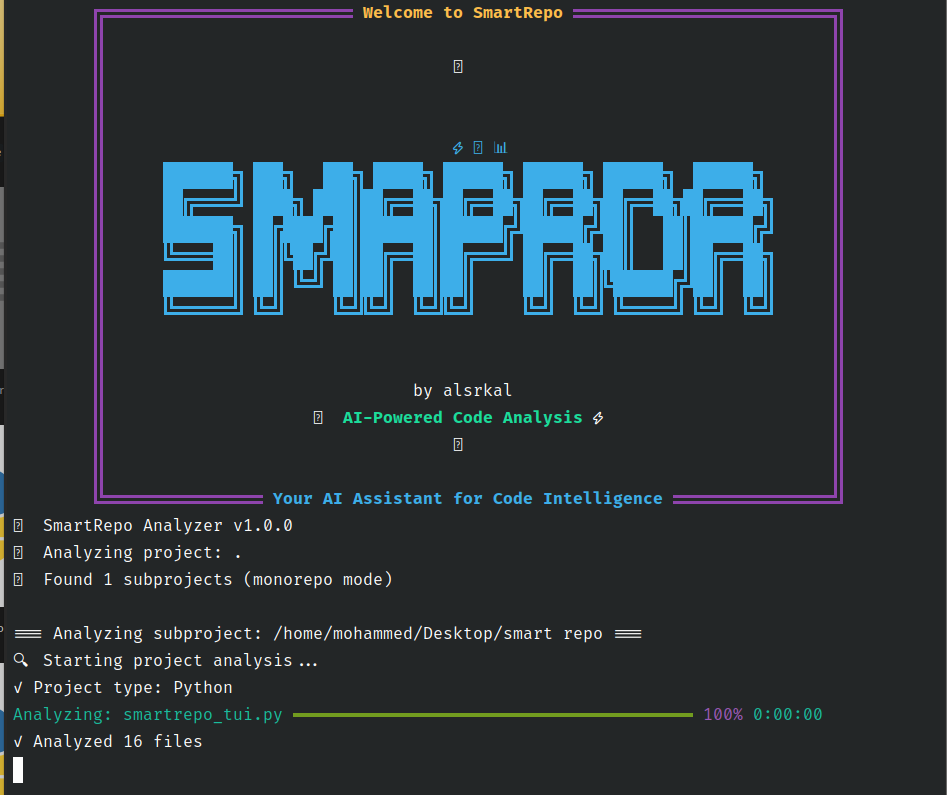 Welcome to SmartRepo
SMAPROR
by alsrkal
AI-Powered Code Analysis
Your AI Assistant for Code Intelligence
SmartRepo Analyzer v1.0.0
Analyzing project: .
Found 1 subprojects (monorepo mode)
=== Analyzing subproject: /home/mohammed/Desktop/smart repo ===
🔍 Starting project analysis...
√ Project type: Python
Analyzing: smartrepo_tui.py 100% 0:00:00
√ Analyzed 16 files